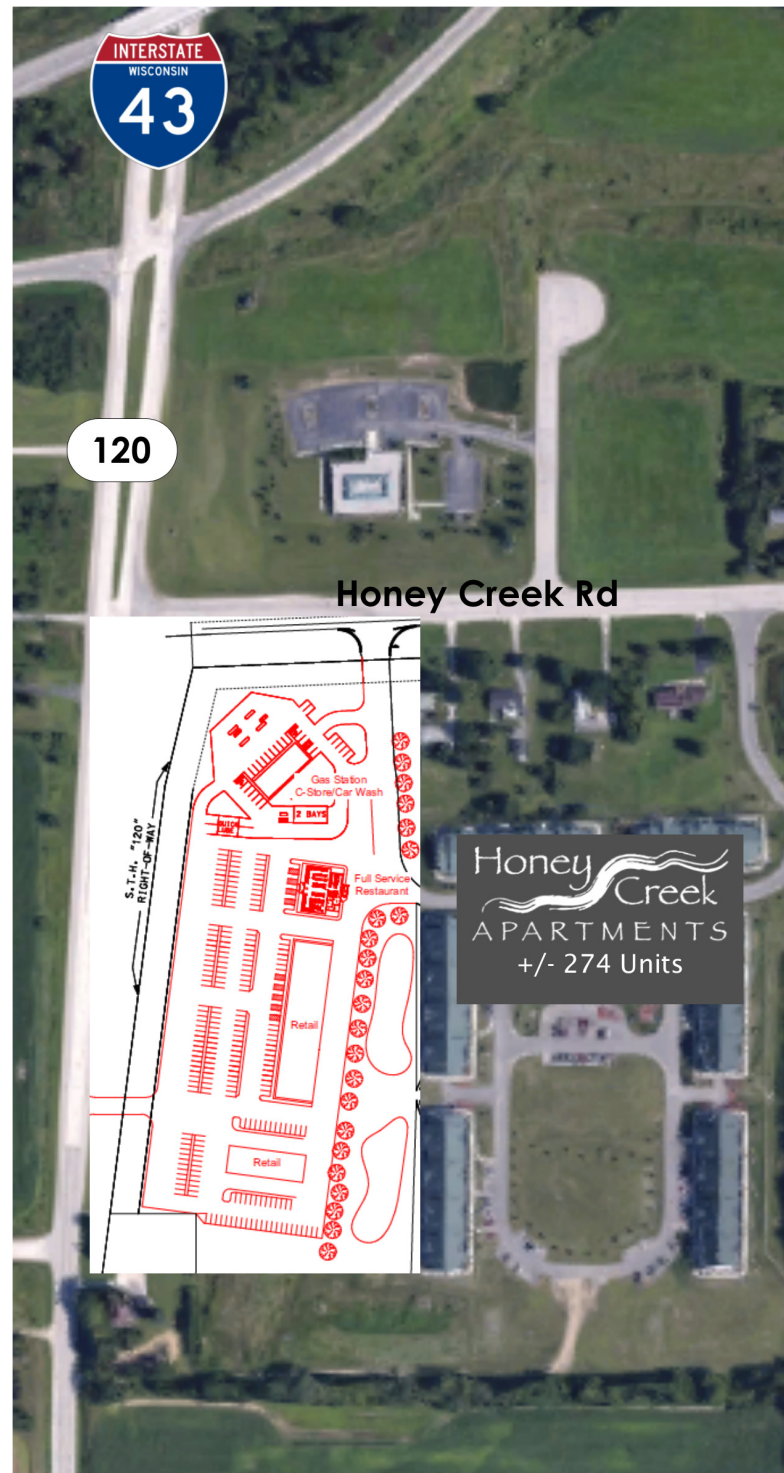 INTERSTATE
WISCONSIN
43
120
Honey Creek Rd
Gas Station
C-Store/Car Wash
2 BAYS
S.T.H. "120"
RIGHT-OF-WAY
Full Service
Restaurant
Honey
Creek
APARTMENTS
+/- 274 Units
Retail
Retail